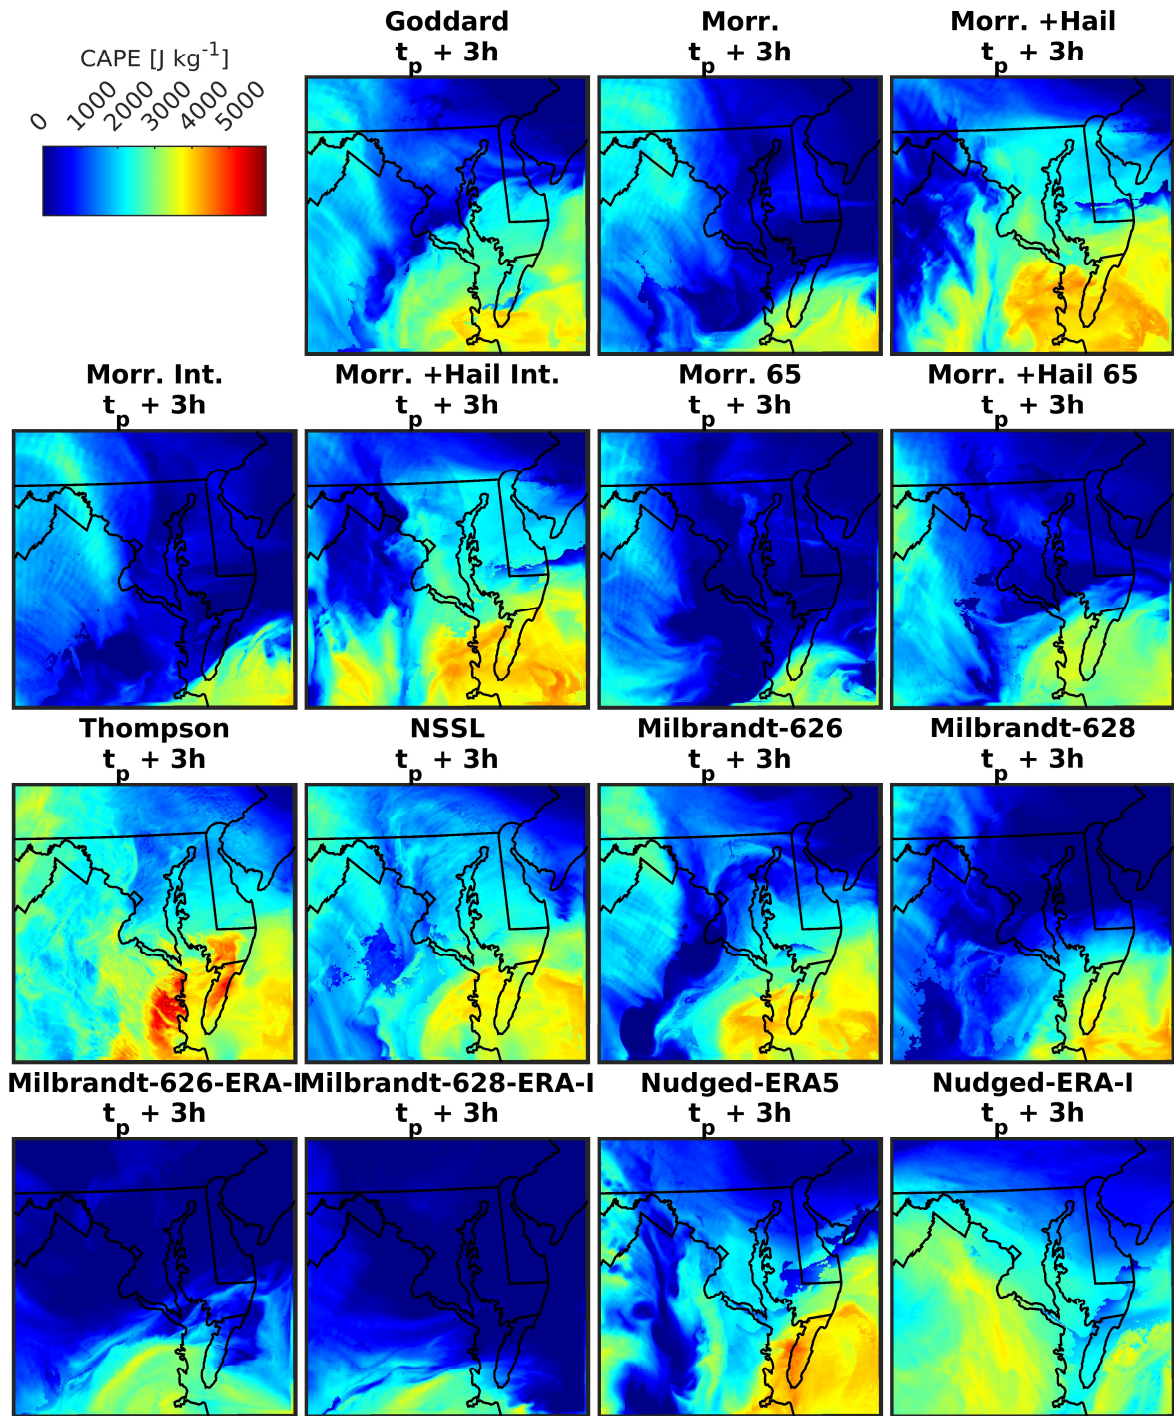 CAPE [J kg-1]
0 1000 2000 3000 4000 5000
Goddard
tp + 3h
Morr.
tp + 3h
Morr. +Hail
tp + 3h
Morr. Int.
tp + 3h
Morr. +Hail Int.
tp + 3h
Morr. 65
tp + 3h
Morr. +Hail 65
tp + 3h
Thompson
tp + 3h
NSSL
tp + 3h
Milbrandt-626
tp + 3h
Milbrandt-628
tp + 3h
Milbrandt-626-ERA-I
tp + 3h
Milbrandt-628-ERA-I
tp + 3h
Nudged-ERA5
tp + 3h
Nudged-ERA-I
tp + 3h